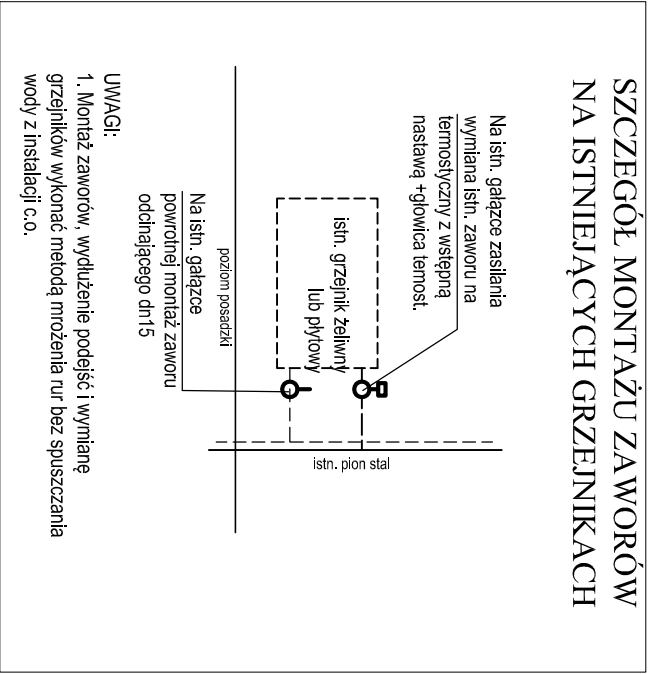 SZCZEGÓŁ MONTAŻU ZAWORÓW
NA ISTNIEJĄCYCH GRZEJNIKACH
Na istn. gałązce zasilania
wymiana istn. zaworu na
termostyczny z wstępną
nastawą +głowica temost.
istn. grzejnik żeliwny
lub płytowy
istn. pion stal
poziom posadzki
Na istn. gałązce
powrotnej montaż zaworu
odcinającego dn15
UWAGI:
1. Montaż zaworów, wydłużenie podejść i wymianę
grzejników wykonać metodą mrożenia rur bez spuszczania
wody z instalacji c.o.